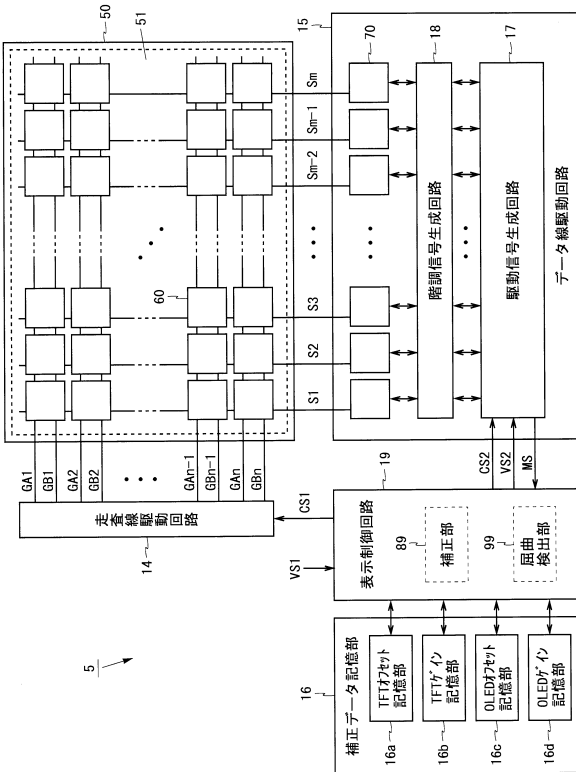 5
50
51
GA1
GB1
GA2
GB2
GAn-1
GBn-1
GAn
GBn
60
走査線駆動回路
14
CS1
S1
S2
S3
Sm-2
Sm-1
Sm
15
70
階調信号生成回路
18
駆動信号生成回路
17
データ線駆動回路
VS1
CS2
VS2
MS
19
表示制御回路
89
補正部
99
屈曲
検出部
16
補正データ記憶部
16a
TFTオフセット
記憶部
16b
TFTゲイン
記憶部
16c
OLEDオフセット
記憶部
16d
OLEDゲイン
記憶部